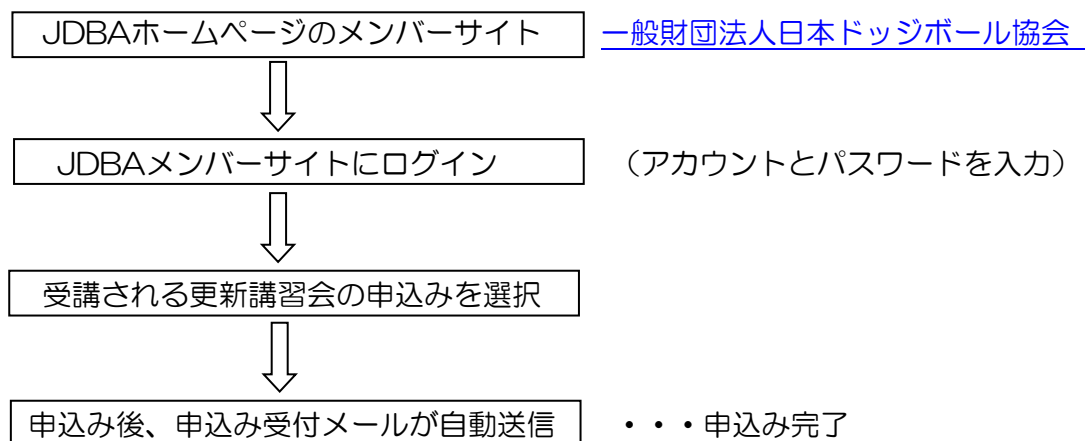 JDBAホームページのメンバーサイト 一般財団法人日本ドッジボール協会
JDBAメンバーサイトにログイン （アカウントとパスワードを入力）
受講される更新講習会の申込みを選択
申込み後、申込み受付メールが自動送信 ・・・申込み完了